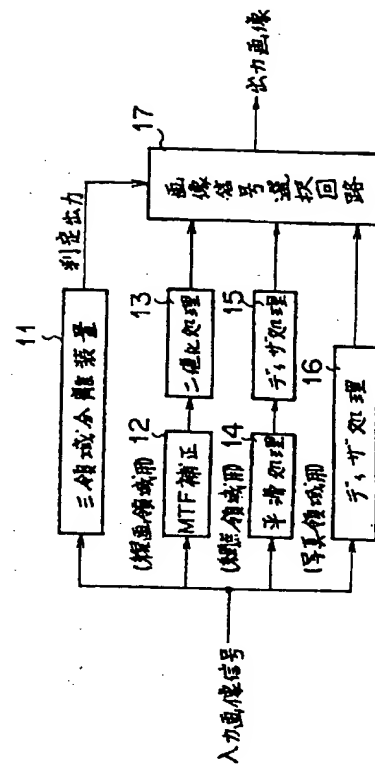 11
三領域分離装置
判定出力
17
画像信号選択回路
出力画像
(線画領域用)
12
MTF補正
13
二値化処理
入力画像信号
(網点領域用)
14
平滑処理
15
ディザ処理
(写真領域用)
16
ディザ処理